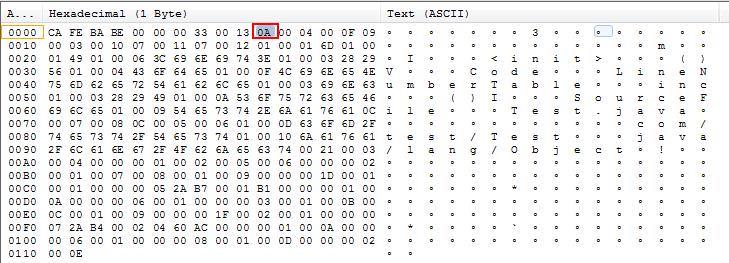 A... Hexadecimal (1 Byte) Text (ASCII)
0000 CA FE BA BE 00 00 00 33 00 13 0A 00 04 00 0F 09 ∘ ∘ ∘ ∘ ∘ ∘ ∘ 3 ∘ ∘ ∘ ∘ ∘ ∘ ∘ ∘
0010 00 03 00 10 07 00 11 07 00 12 01 00 01 6D 01 00 ∘ ∘ ∘ ∘ ∘ ∘ ∘ ∘ ∘ ∘ ∘ ∘ ∘ m ∘ ∘
0020 01 49 01 00 06 3C 69 6E 69 74 3E 01 00 03 28 29 ∘ I ∘ ∘ ∘ < i n i t > ∘ ∘ ∘ ( )
0030 56 01 00 04 43 6F 64 65 01 00 0F 4C 69 6E 65 4E V ∘ ∘ ∘ C o d e ∘ ∘ ∘ L i n e N
0040 75 6D 62 65 72 54 61 62 6C 65 01 00 03 69 6E 63 u m b e r T a b l e ∘ ∘ ∘ i n c
0050 01 00 03 28 29 49 01 00 0A 53 6F 75 72 63 65 46 ∘ ∘ ∘ ( ) I ∘ ∘ ∘ S o u r c e F
0060 69 6C 65 01 00 09 54 65 73 74 2E 6A 61 76 61 0C i l e ∘ ∘ ∘ T e s t . j a v a ∘
0070 00 07 00 08 0C 00 05 00 06 01 00 0D 63 6F 6D 2F ∘ ∘ ∘ ∘ ∘ ∘ ∘ ∘ ∘ ∘ ∘ ∘ c o m /
0080 74 65 73 74 2F 54 65 73 74 01 00 10 6A 61 76 61 t e s t / T e s t ∘ ∘ ∘ j a v a
0090 2F 6C 61 6E 67 2F 4F 62 6A 65 63 74 00 21 00 03 / l a n g / O b j e c t ∘ ! ∘ ∘
00A0 00 04 00 00 00 01 00 02 00 05 00 06 00 00 00 02 ∘ ∘ ∘ ∘ ∘ ∘ ∘ ∘ ∘ ∘ ∘ ∘ ∘ ∘ ∘ ∘
00B0 00 01 00 07 00 08 00 01 00 09 00 00 00 1D 00 01 ∘ ∘ ∘ ∘ ∘ ∘ ∘ ∘ ∘ ∘ ∘ ∘ ∘ ∘ ∘ ∘
00C0 00 01 00 00 00 05 2A B7 00 01 B1 00 00 00 01 00 ∘ ∘ ∘ ∘ ∘ ∘ * ∘ ∘ ∘ ∘ ∘ ∘ ∘ ∘ ∘
00D0 0A 00 00 00 06 00 01 00 00 00 03 00 01 00 0B 00 ∘ ∘ ∘ ∘ ∘ ∘ ∘ ∘ ∘ ∘ ∘ ∘ ∘ ∘ ∘ ∘
00E0 0C 00 01 00 09 00 00 00 1F 00 02 00 01 00 00 00 ∘ ∘ ∘ ∘ ∘ ∘ ∘ ∘ ∘ ∘ ∘ ∘ ∘ ∘ ∘ ∘
00F0 07 2A B4 00 02 04 60 AC 00 00 00 01 00 0A 00 00 ∘ * ∘ ∘ ∘ ∘ ` ∘ ∘ ∘ ∘ ∘ ∘ ∘ ∘ ∘
0100 00 06 00 01 00 00 00 08 00 01 00 0D 00 00 00 02 ∘ ∘ ∘ ∘ ∘ ∘ ∘ ∘ ∘ ∘ ∘ ∘ ∘ ∘ ∘ ∘
0110 00 0E ∘ ∘